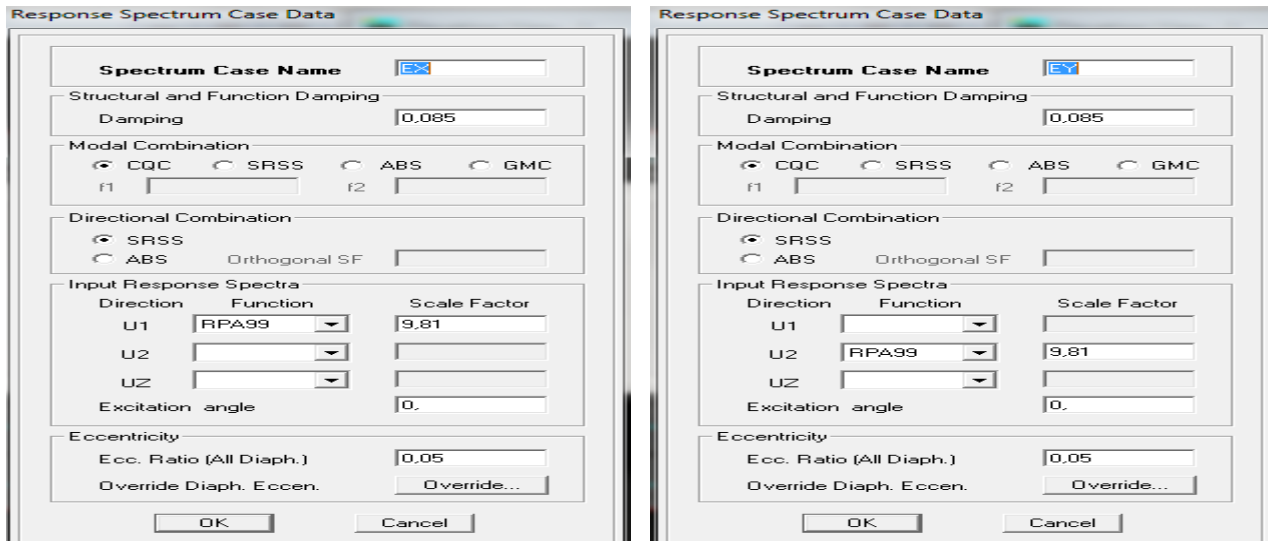 Response Spectrum Case Data
Spectrum Case Name EX
Structural and Function Damping
Damping 0,085
Modal Combination
CQC SRSS ABS GMC
f1 f2
Directional Combination
SRSS
ABS Orthogonal SF
Input Response Spectra
Direction Function Scale Factor
U1 RPA99 9,81
U2
UZ
Excitation angle 0,
Eccentricity
Ecc. Ratio (All Diaph.) 0,05
Override Diaph. Eccen. Override...
OK Cancel
Response Spectrum Case Data
Spectrum Case Name EY
Structural and Function Damping
Damping 0,085
Modal Combination
CQC SRSS ABS GMC
f1 f2
Directional Combination
SRSS
ABS Orthogonal SF
Input Response Spectra
Direction Function Scale Factor
U1
U2 RPA99 9,81
UZ
Excitation angle 0,
Eccentricity
Ecc. Ratio (All Diaph.) 0,05
Override Diaph. Eccen. Override...
OK Cancel